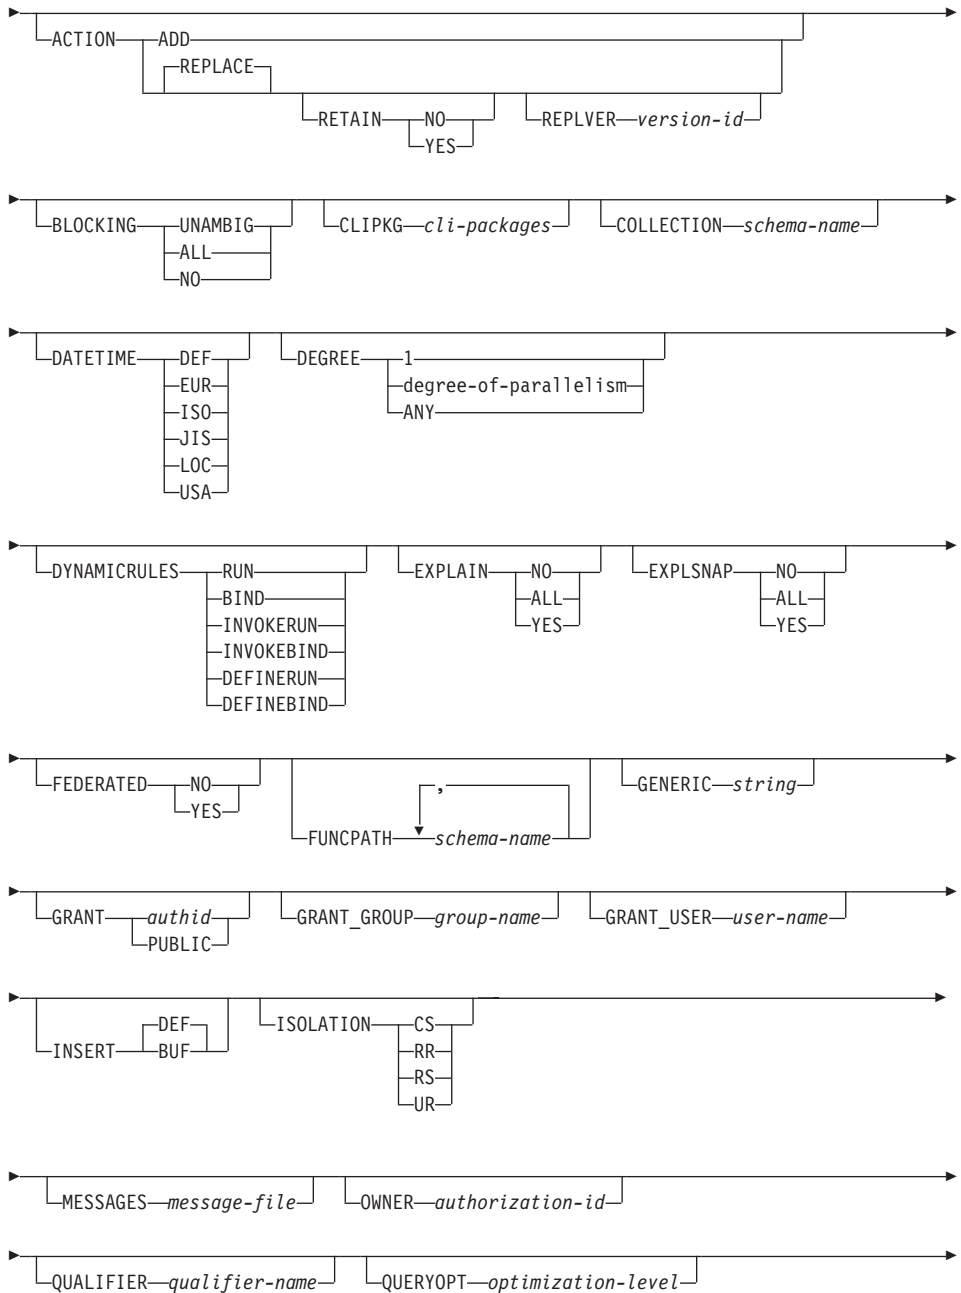 ACTION ADD
REPLACE
RETAIN NO REPLVER version-id
YES
BLOCKING UNAMBIG CLIPKG cli-packages COLLECTION schema-name
ALL
NO
DATETIME DEF DEGREE 1
EUR degree-of-parallelism
ISO ANY
JIS
LOC
USA
DYNAMICRULES RUN EXPLAIN NO EXPLSNAP NO
BIND ALL ALL
INVOKERUN YES YES
INVOKEBIND
DEFINERUN
DEFINEBIND
FEDERATED NO GENERIC string
YES ,
FUNCPATH schema-name
GRANT authid GRANT_GROUP group-name GRANT_USER user-name
PUBLIC
DEF ISOLATION CS
INSERT BUF RR
RS
UR
MESSAGES message-file OWNER authorization-id
QUALIFIER qualifier-name QUERYOPT optimization-level